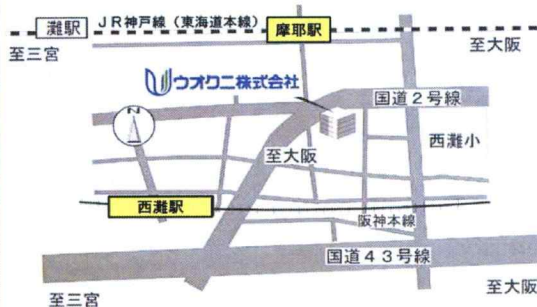 灘駅
JR神戸線（東海道本線）
摩耶駅
至三宮
至大阪
ウオクニ株式会社
国道2号線
N
至大阪
西灘小
西灘駅
阪神本線
国道43号線
至三宮
至大阪